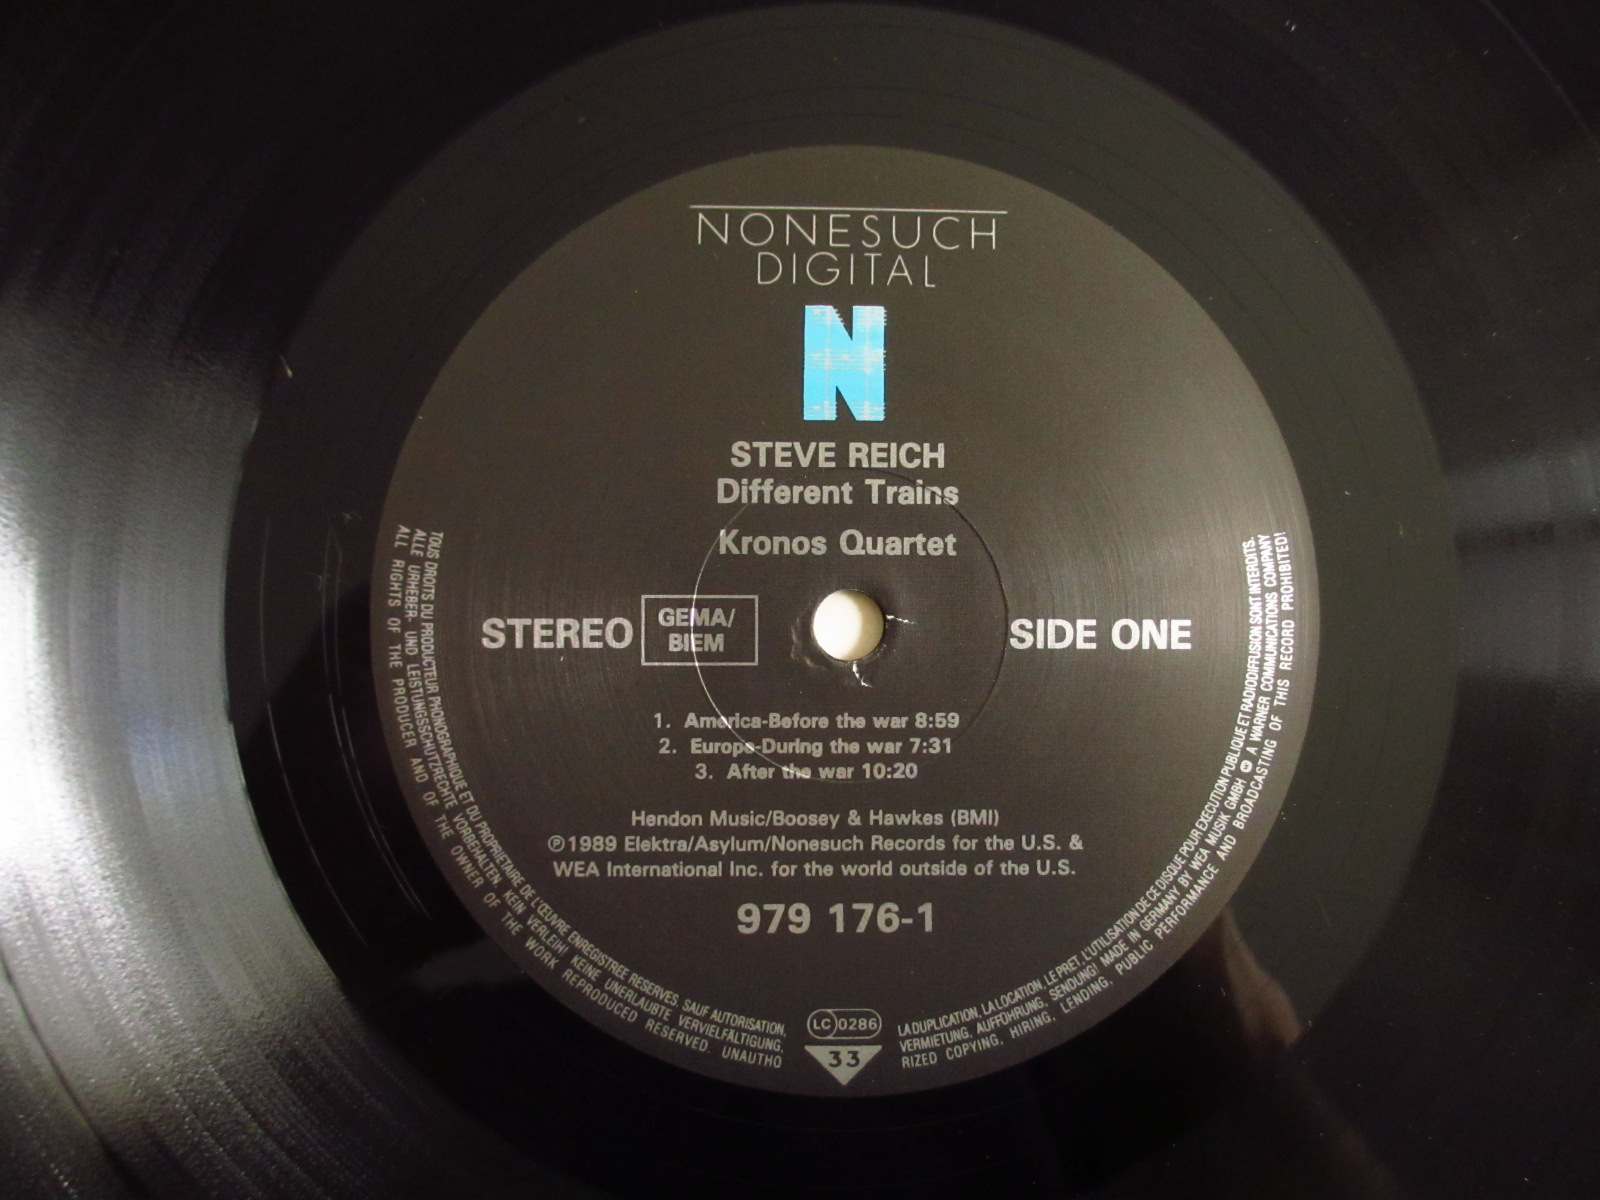 NONESUCH
DIGITAL
N
STEVE REICH
Different Trains
Kronos Quartet
STEREO
GEMA/
BIEM
SIDE ONE
1. America-Before the war 8:59
2. Europe-During the war 7:31
3. After the war 10:20
Hendon Music/Boosey & Hawkes (BMI)
℗1989 Elektra/Asylum/Nonesuch Records for the U.S. &
WEA International Inc. for the world outside of the U.S.
979 176-1
LC 0286
33
TOUS DROITS DU PRODUCTEUR PHONOGRAPHIQUE ET DU PROPRIETAIRE DE L'ŒUVRE ENREGISTREE RESERVES SAUF AUTORISATION, LA DUPLICATION, LA LOCATION, LE PRET, L'UTILISATION DE CE DISQUE POUR EXECUTION PUBLIQUE ET RADIODIFFUSION SONT INTERDITS.
ALLE URHEBER- UND LEISTUNGSSCHUTZRECHTE VORBEHALTEN. KEIN VERLEIH! KEINE UNERLAUBTE VERVIELFÄLTIGUNG, VERMIETUNG, AUFFÜHRUNG, SENDUNG! MADE IN GERMANY BY WEA MUSIK GMBH A WARNER COMMUNICATIONS COMPANY
ALL RIGHTS OF THE PRODUCER AND OF THE OWNER OF THE WORK REPRODUCED RESERVED. UNAUTHORIZED COPYING, HIRING, LENDING, PUBLIC PERFORMANCE AND BROADCASTING OF THIS RECORD PROHIBITED!